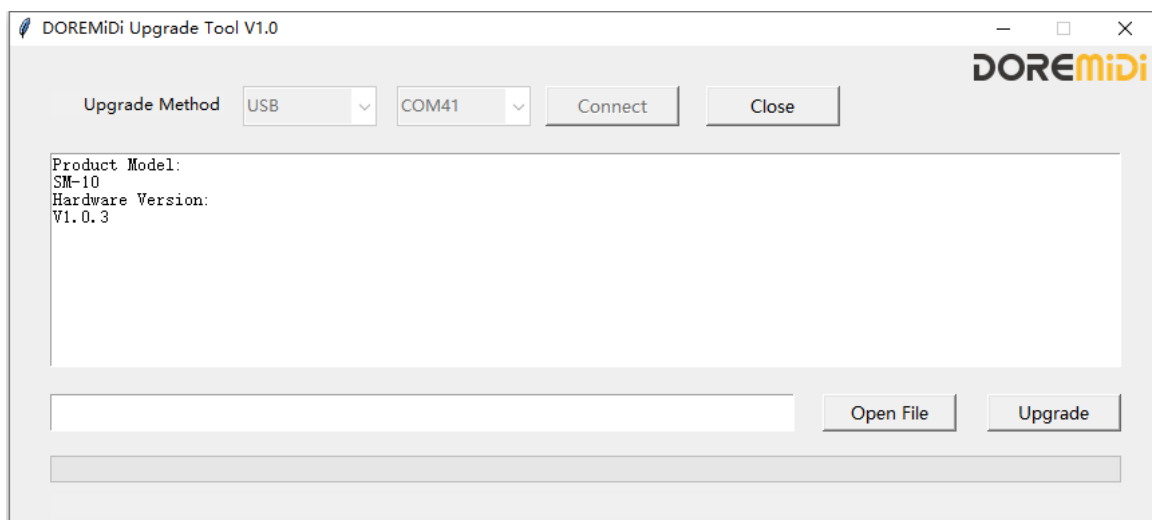 DOREMiDi Upgrade Tool V1.0
DOREMiDi
Upgrade Method USB COM41 Connect Close
Product Model:
SM-10
Hardware Version:
V1.0.3
Open File Upgrade